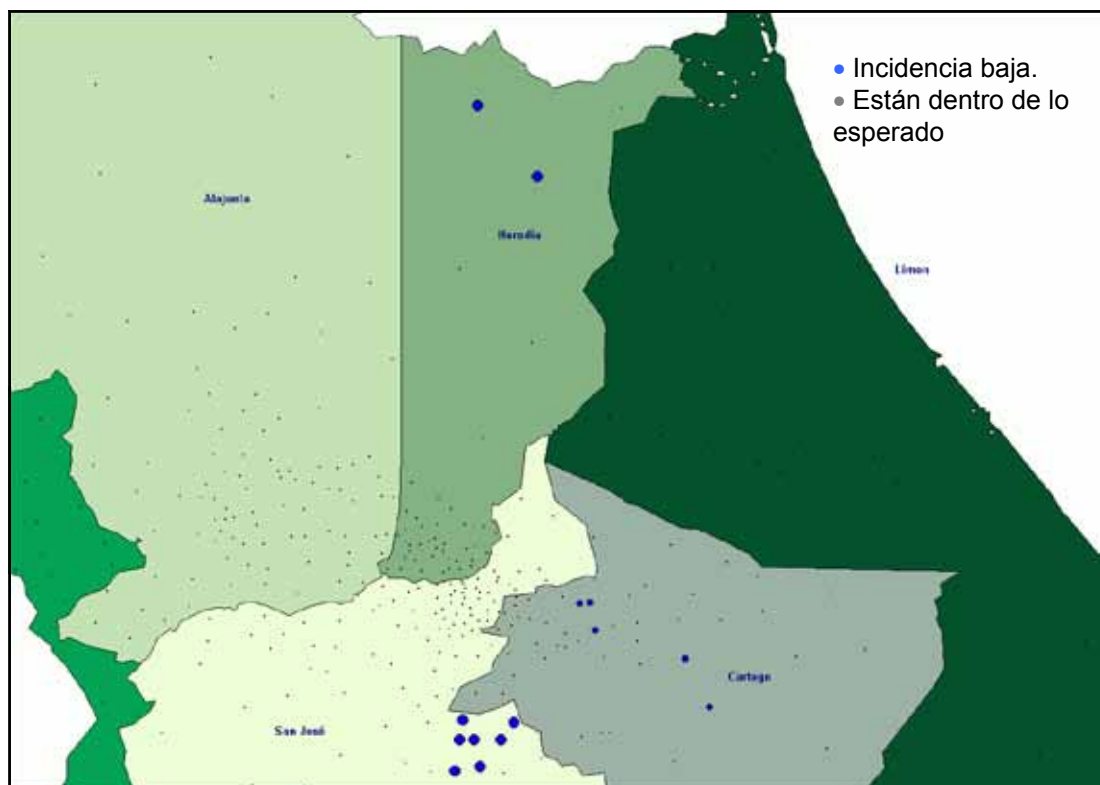 • Incidencia baja.
• Están dentro de lo
esperado
Alajuela
Heredia
Limon
Cartago
San José